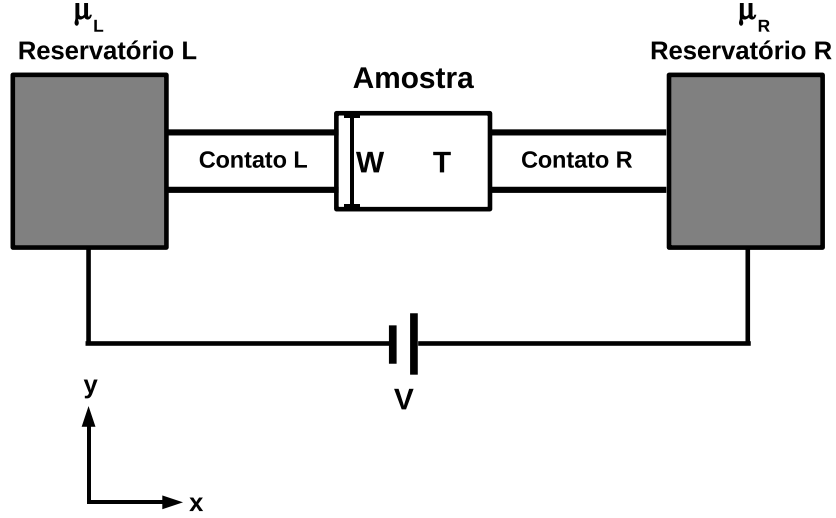 μL
μR
Reservatório L
Reservatório R
Amostra
Contato L
W
T
Contato R
V
y
x